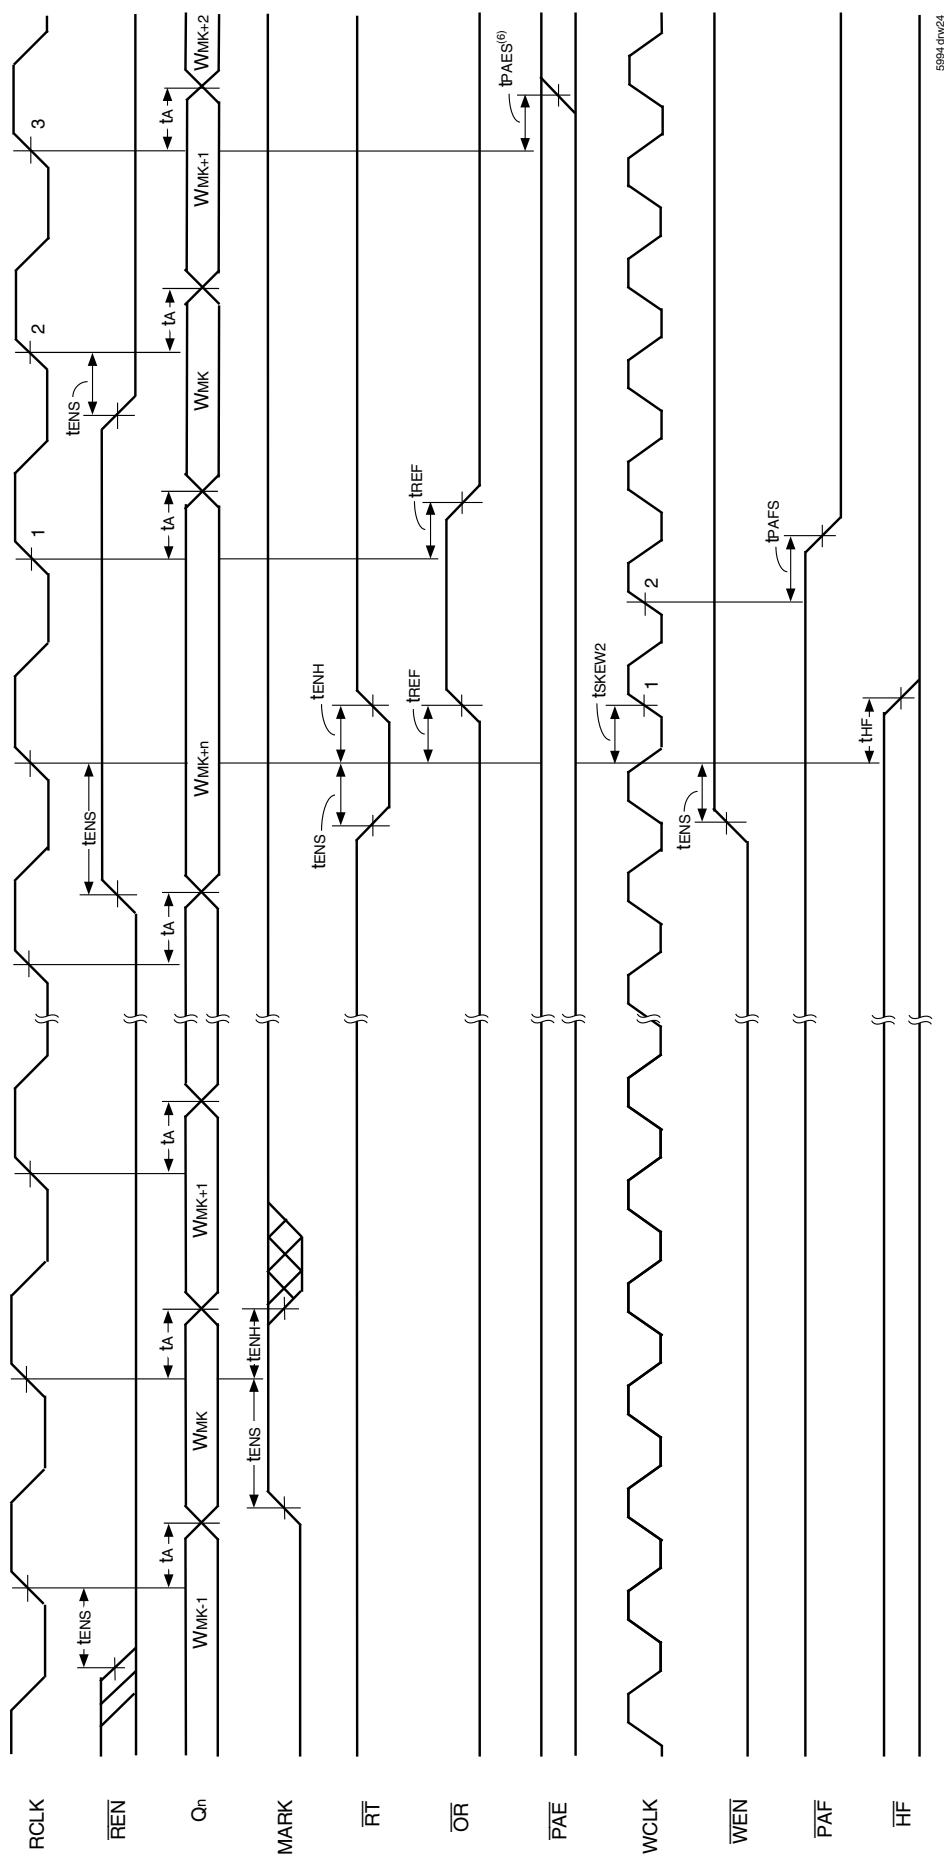 RCLK 1 2 3
REN tENS tENS tENS
tA tA tA tA tA tA tA
Qn WMK-1 WMK WMK+1 WMK+n WMK WMK+1 WMK+2
MARK tENS tENH
RT tENS tENH
OR tREF tREF
PAE tPAES(6)
WCLK tSKEW2 1 2
WEN tENS
PAF tPAFS
HF tHF
5994 drw24